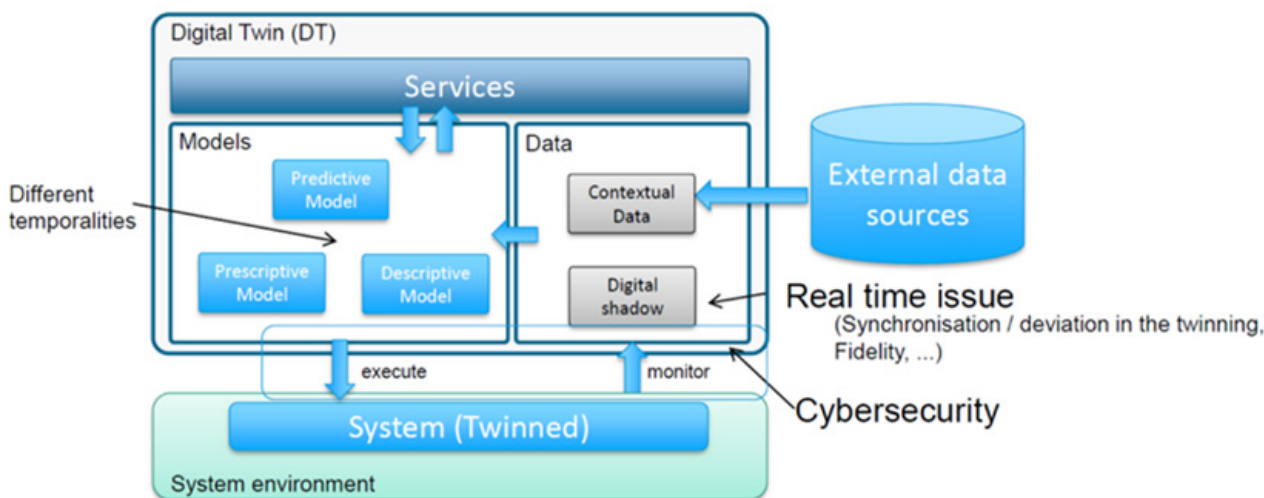 Digital Twin (DT)
Services
Models
Data
Different
temporalities
Predictive
Model
Contextual
Data
External data
sources
Prescriptive
Model
Descriptive
Model
Digital
shadow
Real time issue
(Synchronisation / deviation in the twinning,
Fidelity, ...)
execute
monitor
Cybersecurity
System (Twinned)
System environment